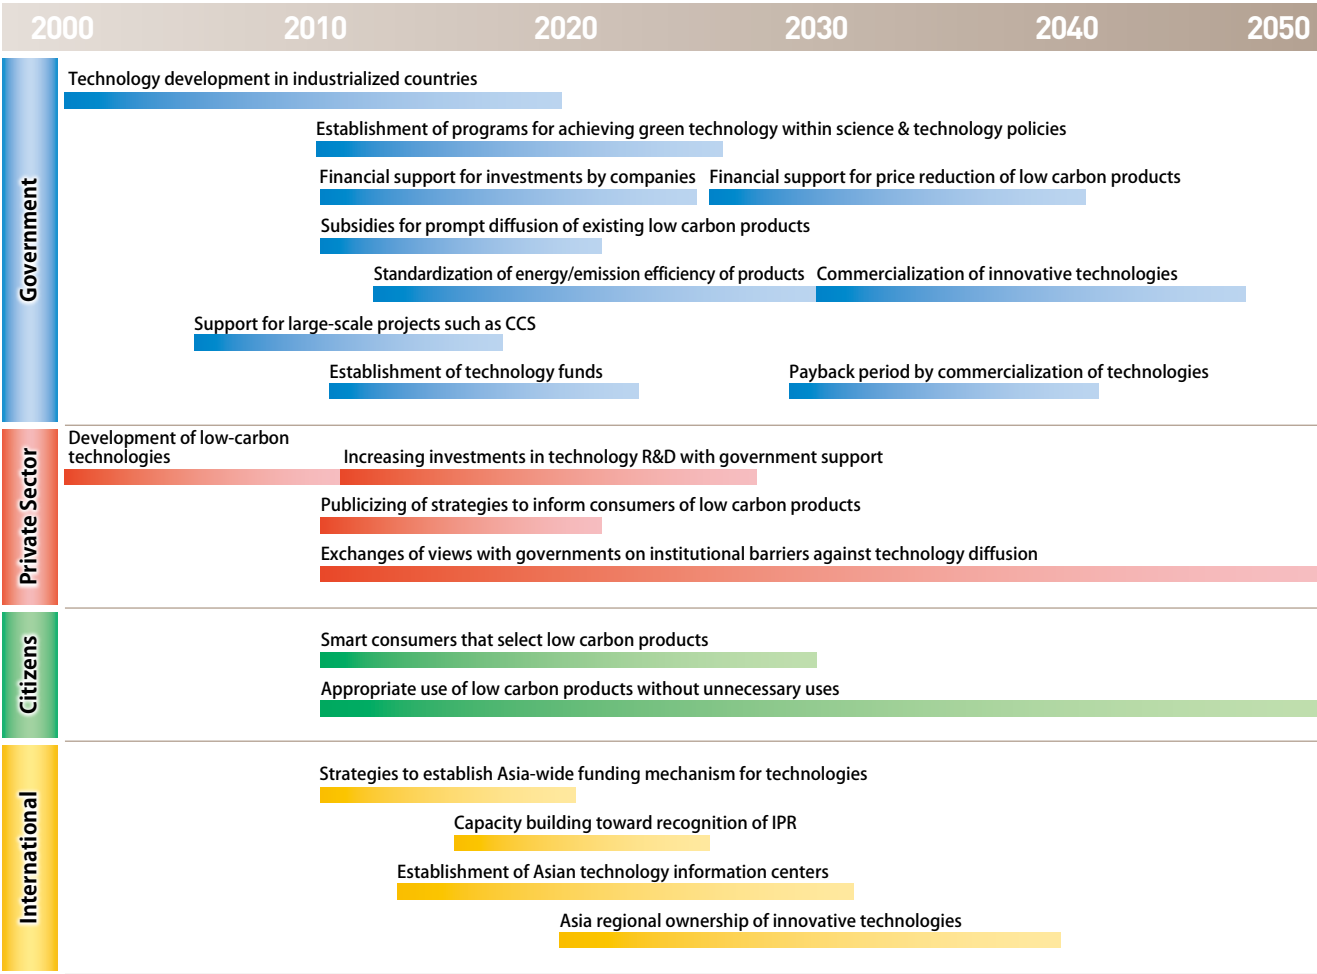 2000 2010 2020 2030 2040 2050
Government
Technology development in industrialized countries
Establishment of programs for achieving green technology within science & technology policies
Financial support for investments by companies Financial support for price reduction of low carbon products
Subsidies for prompt diffusion of existing low carbon products
Standardization of energy/emission efficiency of products Commercialization of innovative technologies
Support for large-scale projects such as CCS
Establishment of technology funds Payback period by commercialization of technologies
Private Sector
Development of low-carbon
technologies
Increasing investments in technology R&D with government support
Publicizing of strategies to inform consumers of low carbon products
Exchanges of views with governments on institutional barriers against technology diffusion
Citizens
Smart consumers that select low carbon products
Appropriate use of low carbon products without unnecessary uses
International
Strategies to establish Asia-wide funding mechanism for technologies
Capacity building toward recognition of IPR
Establishment of Asian technology information centers
Asia regional ownership of innovative technologies